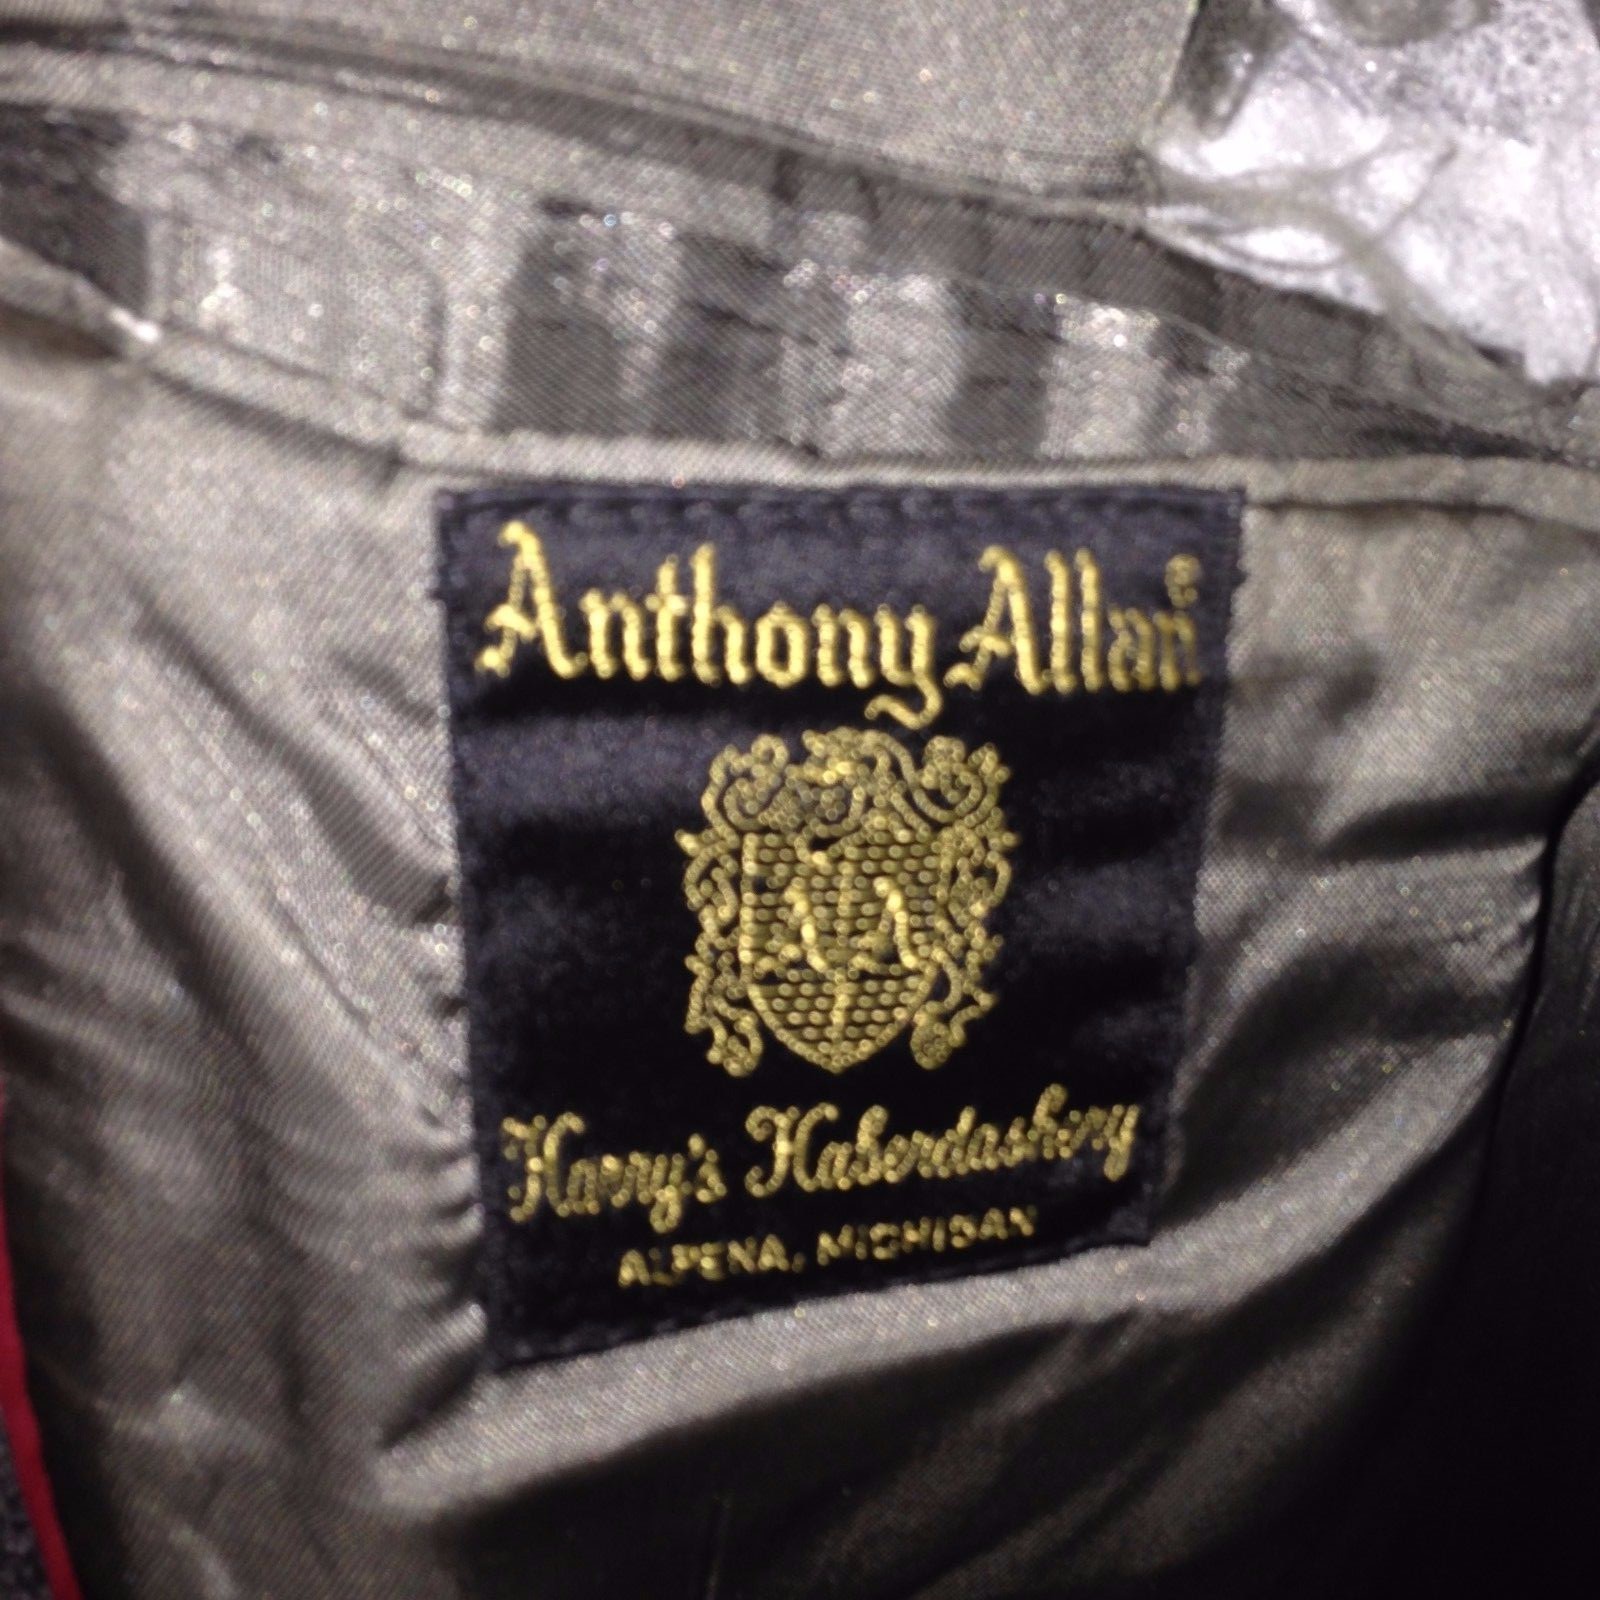 Anthony Allan®
Harry's Haberdashery
ALPENA, MICHIGAN